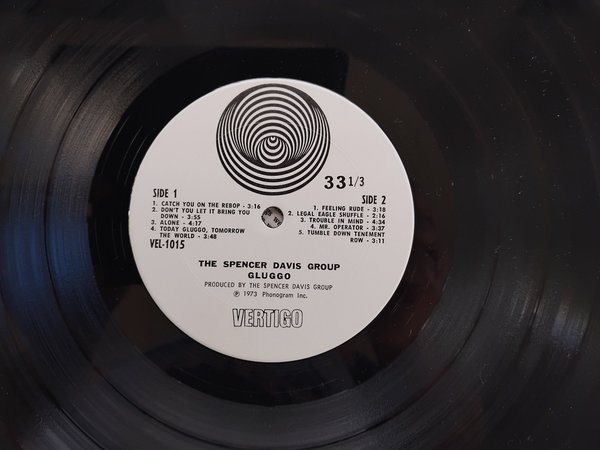 33 1/3
SIDE 1
1. CATCH YOU ON THE REBOP - 3:16
2. DON'T YOU LET IT BRING YOU
DOWN - 3:55
3. ALONE - 4:17
4. TODAY GLUGGO, TOMORROW
THE WORLD - 3:48
VEL-1015
SIDE 2
1. FEELING RUDE - 3:18
2. LEGAL EAGLE SHUFFLE - 2:16
3. TROUBLE IN MIND - 4:34
4. MR. OPERATOR - 3:37
5. TUMBLE DOWN TENEMENT
ROW - 3:11
THE SPENCER DAVIS GROUP
GLUGGO
PRODUCED BY THE SPENCER DAVIS GROUP
℗ 1973 Phonogram Inc.
VERTIGO